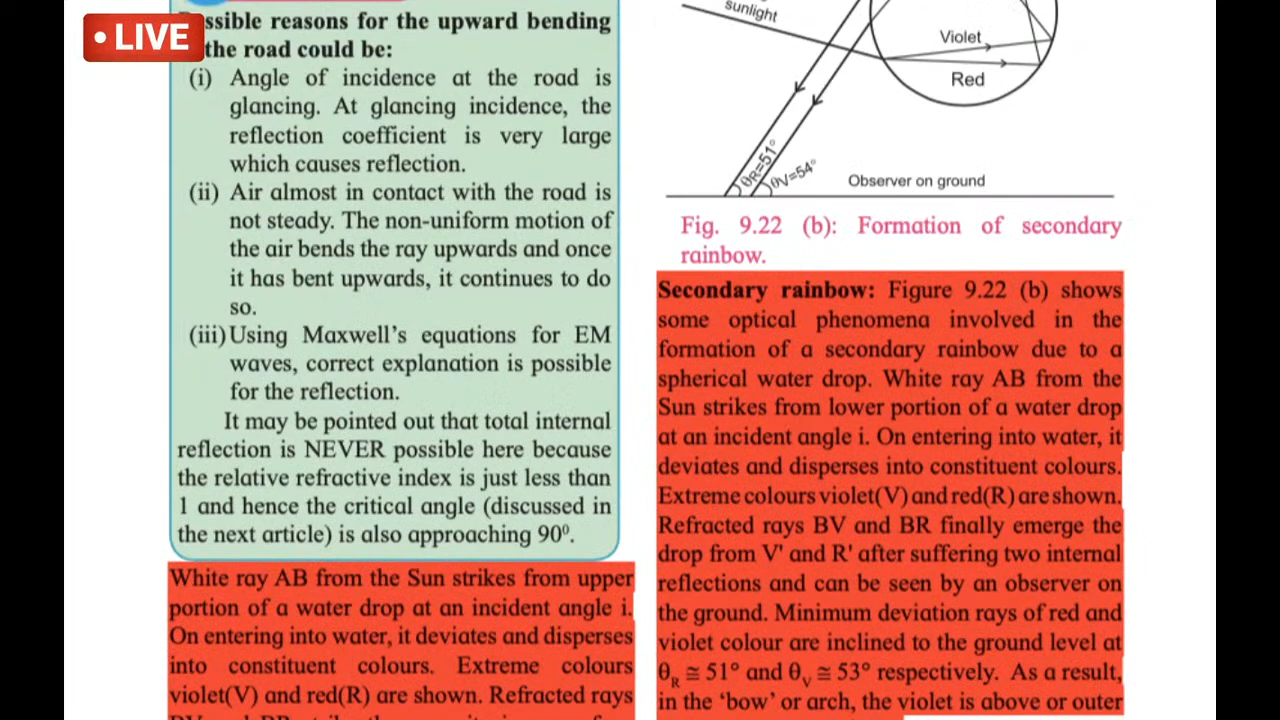 • LIVE
ssible reasons for the upward bending
the road could be:
(i) Angle of incidence at the road is
glancing. At glancing incidence, the
reflection coefficient is very large
which causes reflection.
(ii) Air almost in contact with the road is
not steady. The non-uniform motion of
the air bends the ray upwards and once
it has bent upwards, it continues to do
so.
(iii) Using Maxwell's equations for EM
waves, correct explanation is possible
for the reflection.
It may be pointed out that total internal
reflection is NEVER possible here because
the relative refractive index is just less than
1 and hence the critical angle (discussed in
the next article) is also approaching 90⁰.
White ray AB from the Sun strikes from upper
portion of a water drop at an incident angle i.
On entering into water, it deviates and disperses
into constituent colours. Extreme colours
violet(V) and red(R) are shown. Refracted rays
sunlight
Violet
Red
θR=51°
θV=54°
Observer on ground
Fig. 9.22 (b): Formation of secondary
rainbow.
Secondary rainbow: Figure 9.22 (b) shows
some optical phenomena involved in the
formation of a secondary rainbow due to a
spherical water drop. White ray AB from the
Sun strikes from lower portion of a water drop
at an incident angle i. On entering into water, it
deviates and disperses into constituent colours.
Extreme colours violet(V) and red(R) are shown.
Refracted rays BV and BR finally emerge the
drop from V' and R' after suffering two internal
reflections and can be seen by an observer on
the ground. Minimum deviation rays of red and
violet colour are inclined to the ground level at
θR ≅ 51° and θv ≅ 53° respectively. As a result,
in the 'bow' or arch, the violet is above or outer